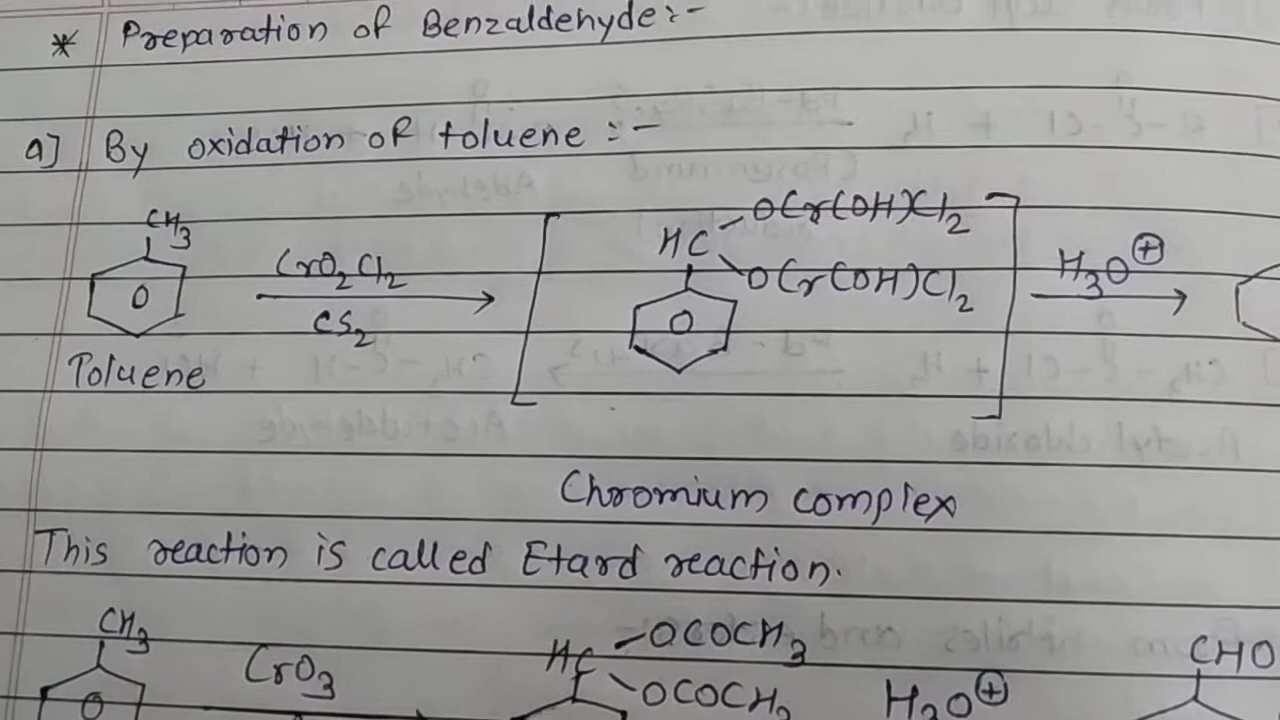 * Preparation of Benzaldehyde :-
a] By oxidation of toluene :-
CH3
OCr(OH)Cl2
HC
CrO2Cl2
OCr(OH)Cl2
H3O⊕
CS2
Toluene
Chromium complex
This reaction is called Etard reaction.
CH3
CrO3
HC
OCOCH3
OCOCH3
H3O⊕
CHO